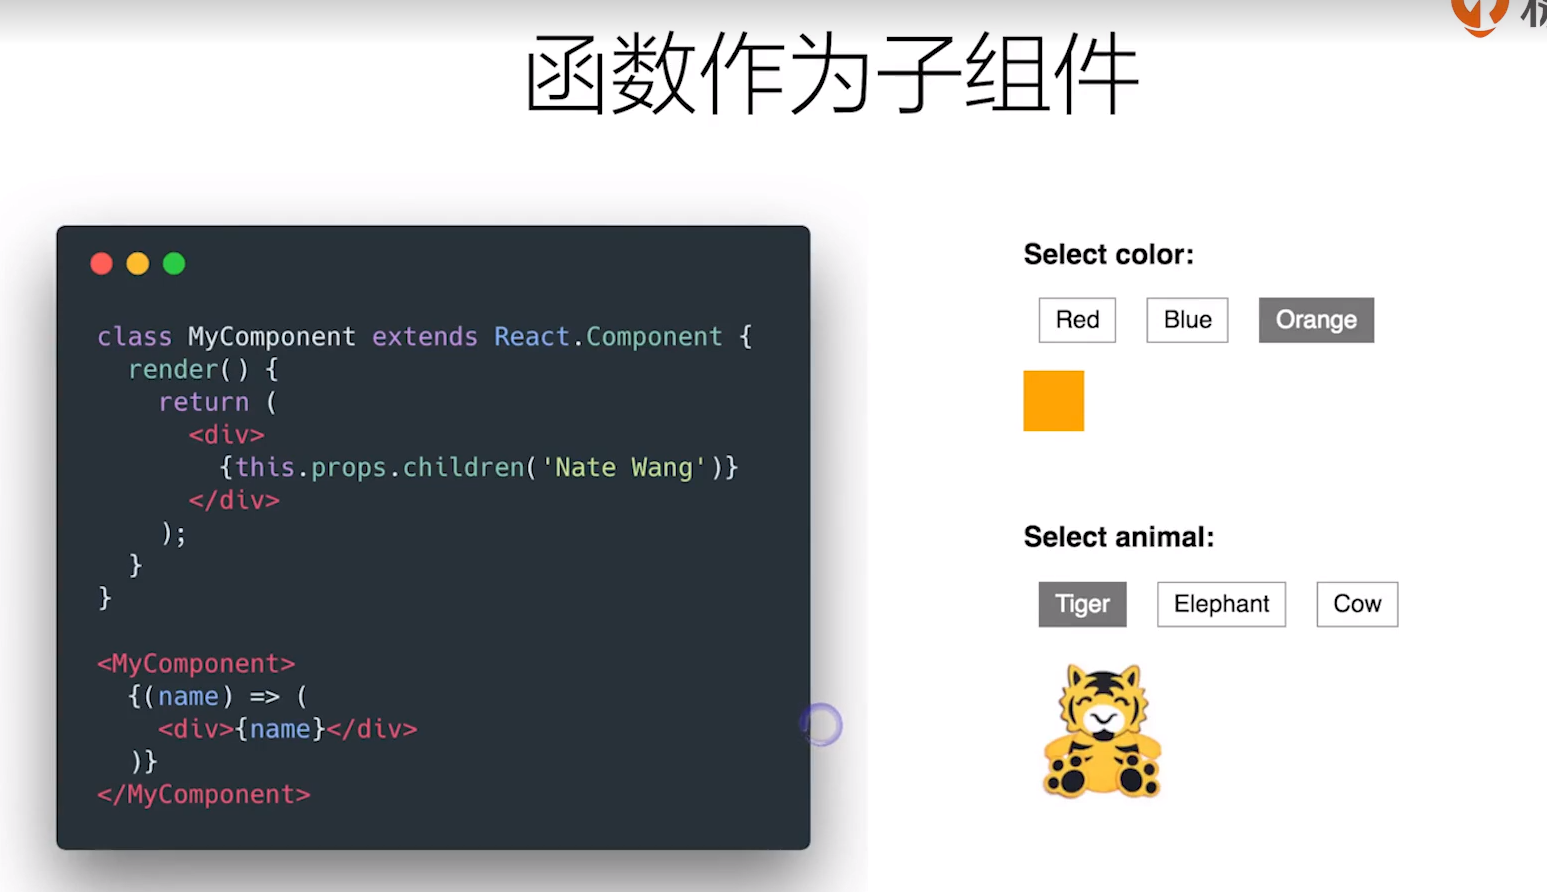 函数作为子组件
class MyComponent extends React.Component {
  render() {
    return (
      <div>
        {this.props.children('Nate Wang')}
      </div>
    );
  }
}
<MyComponent>
  {(name) => (
    <div>{name}</div>
  )}
</MyComponent>
Select color:
Red Blue Orange
Select animal:
Tiger Elephant Cow